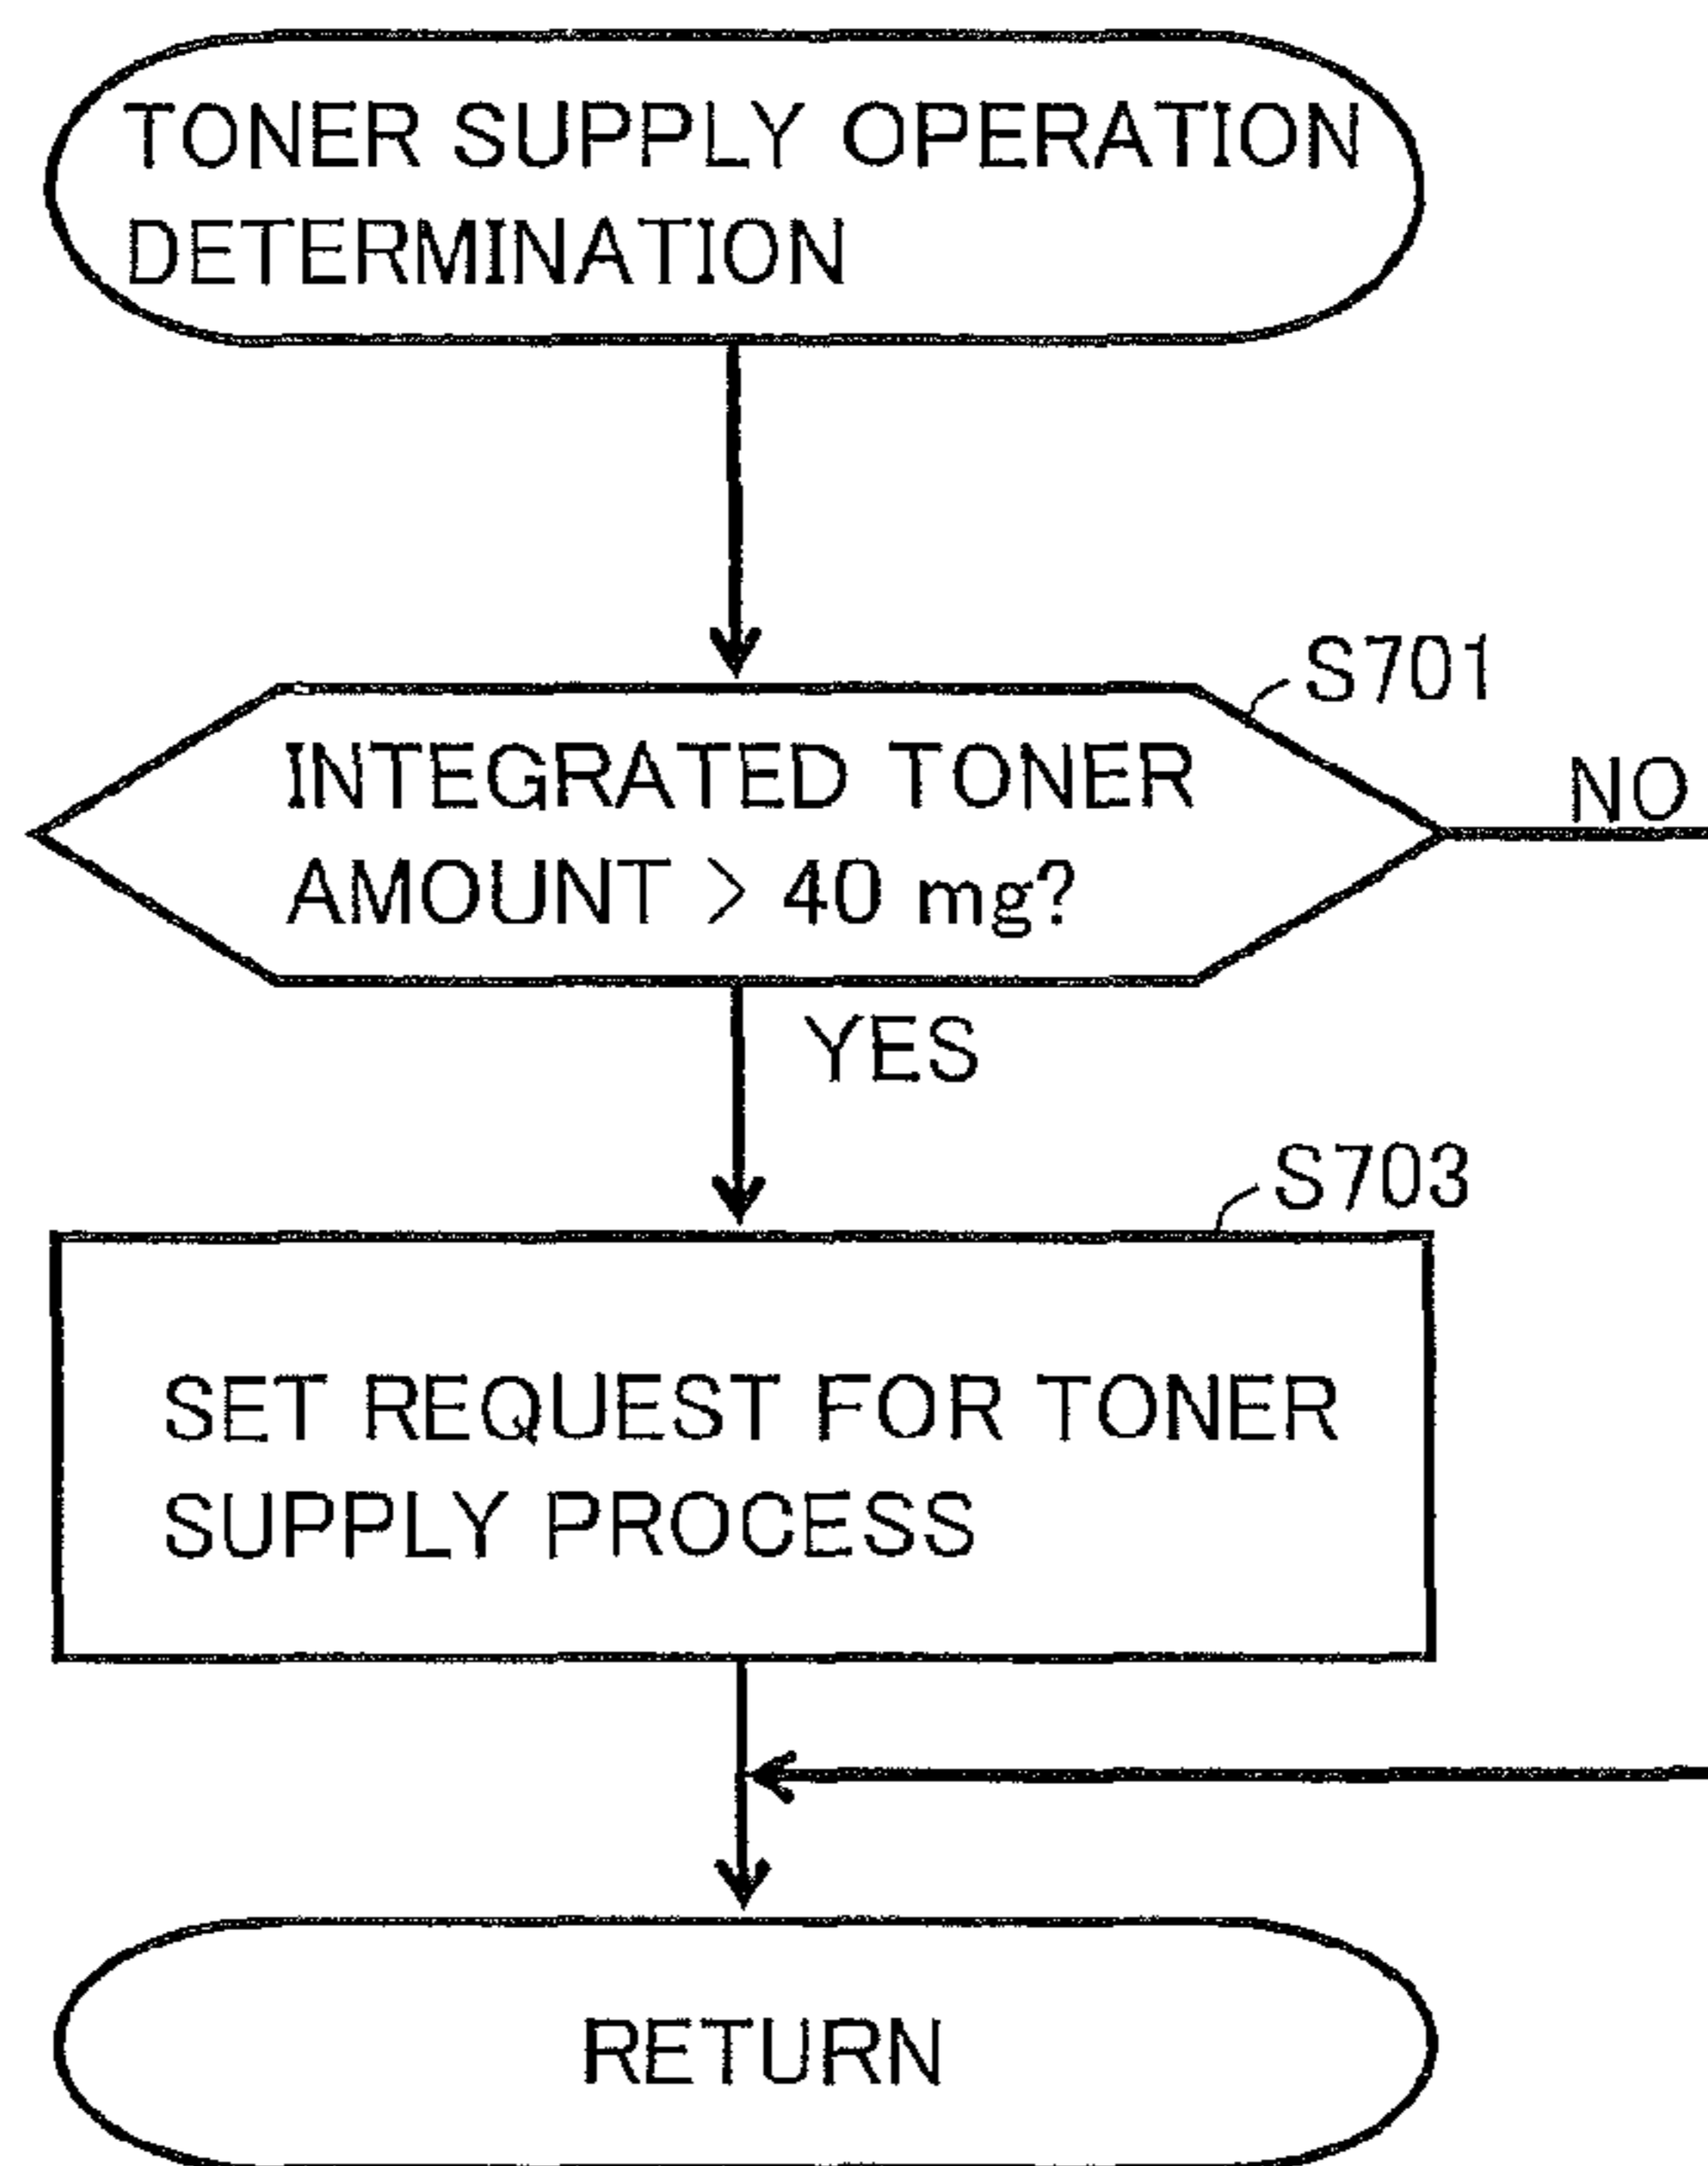 TONER SUPPLY OPERATION
DETERMINATION
S701
INTEGRATED TONER
AMOUNT > 40 mg?
NO
YES
S703
SET REQUEST FOR TONER
SUPPLY PROCESS
RETURN